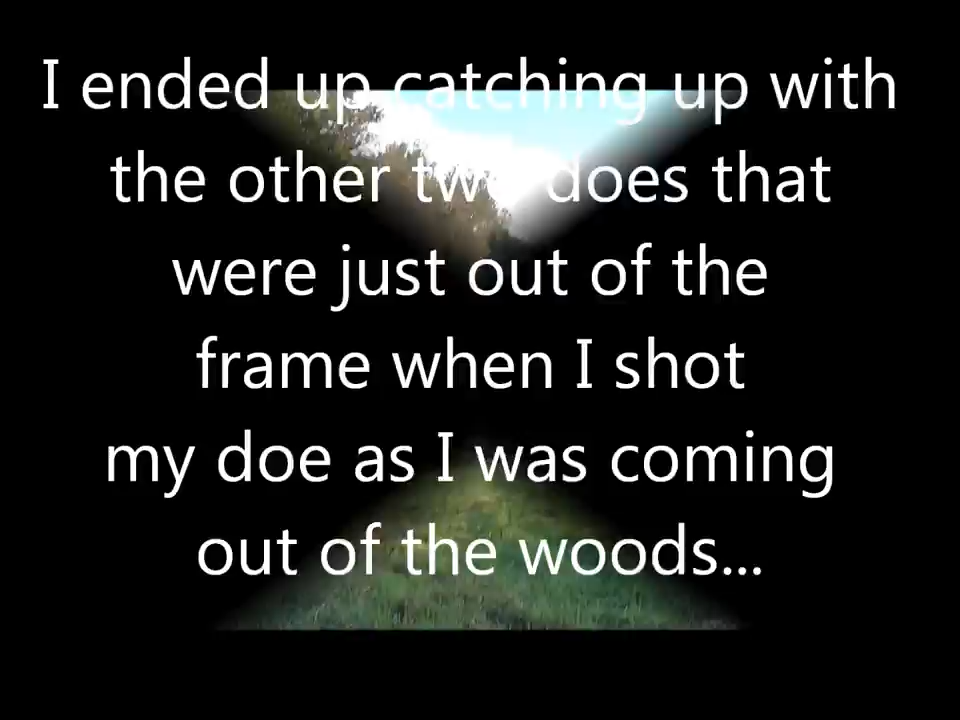 I ended up catching up with
the other two does that
were just out of the
frame when I shot
my doe as I was coming
out of the woods...